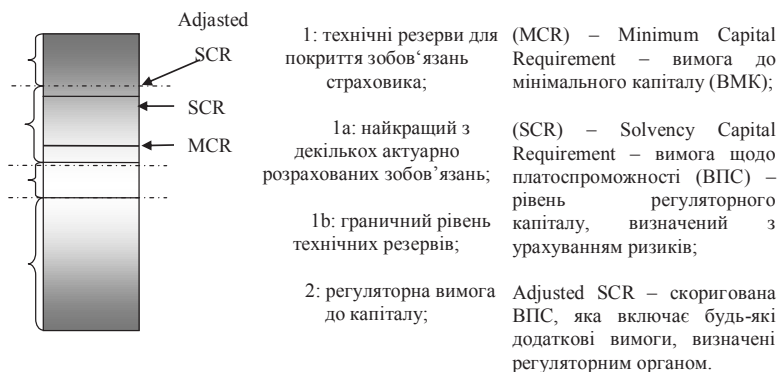 Adjasted
SCR
SCR
MCR
1: технічні резерви для
покриття зобов‘язань
страховика;
1a: найкращий з
декількох актуарно
розрахованих зобов’язань;
1b: граничний рівень
технічних резервів;
2: регуляторна вимога
до капіталу;
(MCR) – Minimum Capital
Requirement – вимога до
мінімального капіталу (ВМК);
(SCR) – Solvency Capital
Requirement – вимога щодо
платоспроможності (ВПС) –
рівень регуляторного
капіталу, визначений з
урахуванням ризиків;
Adjusted SCR – скоригована
ВПС, яка включає будь-які
додаткові вимоги, визначені
регуляторним органом.